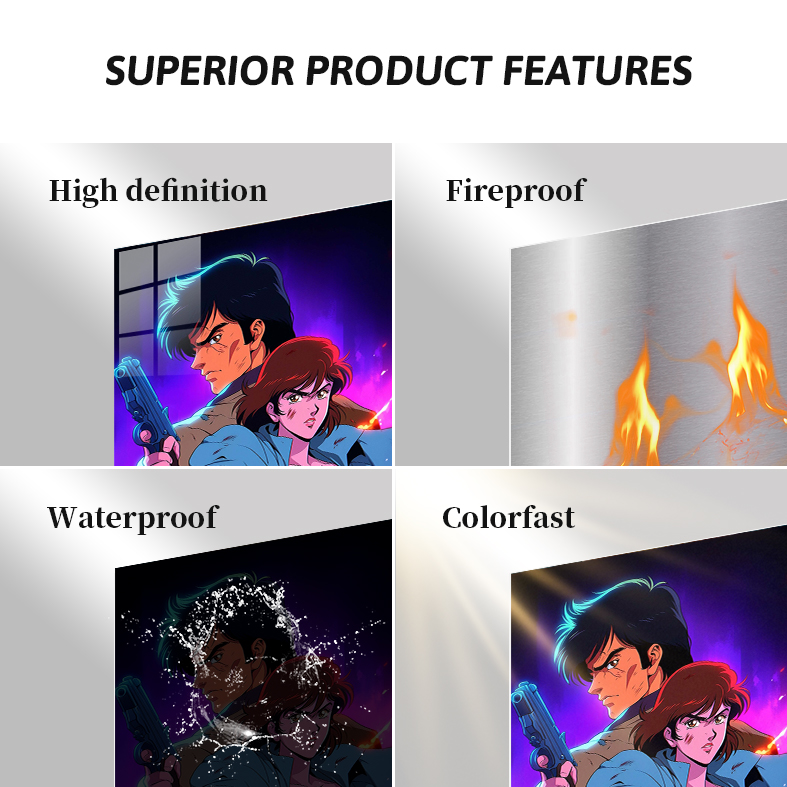 SUPERIOR PRODUCT FEATURES
High definition
Fireproof
Waterproof
Colorfast